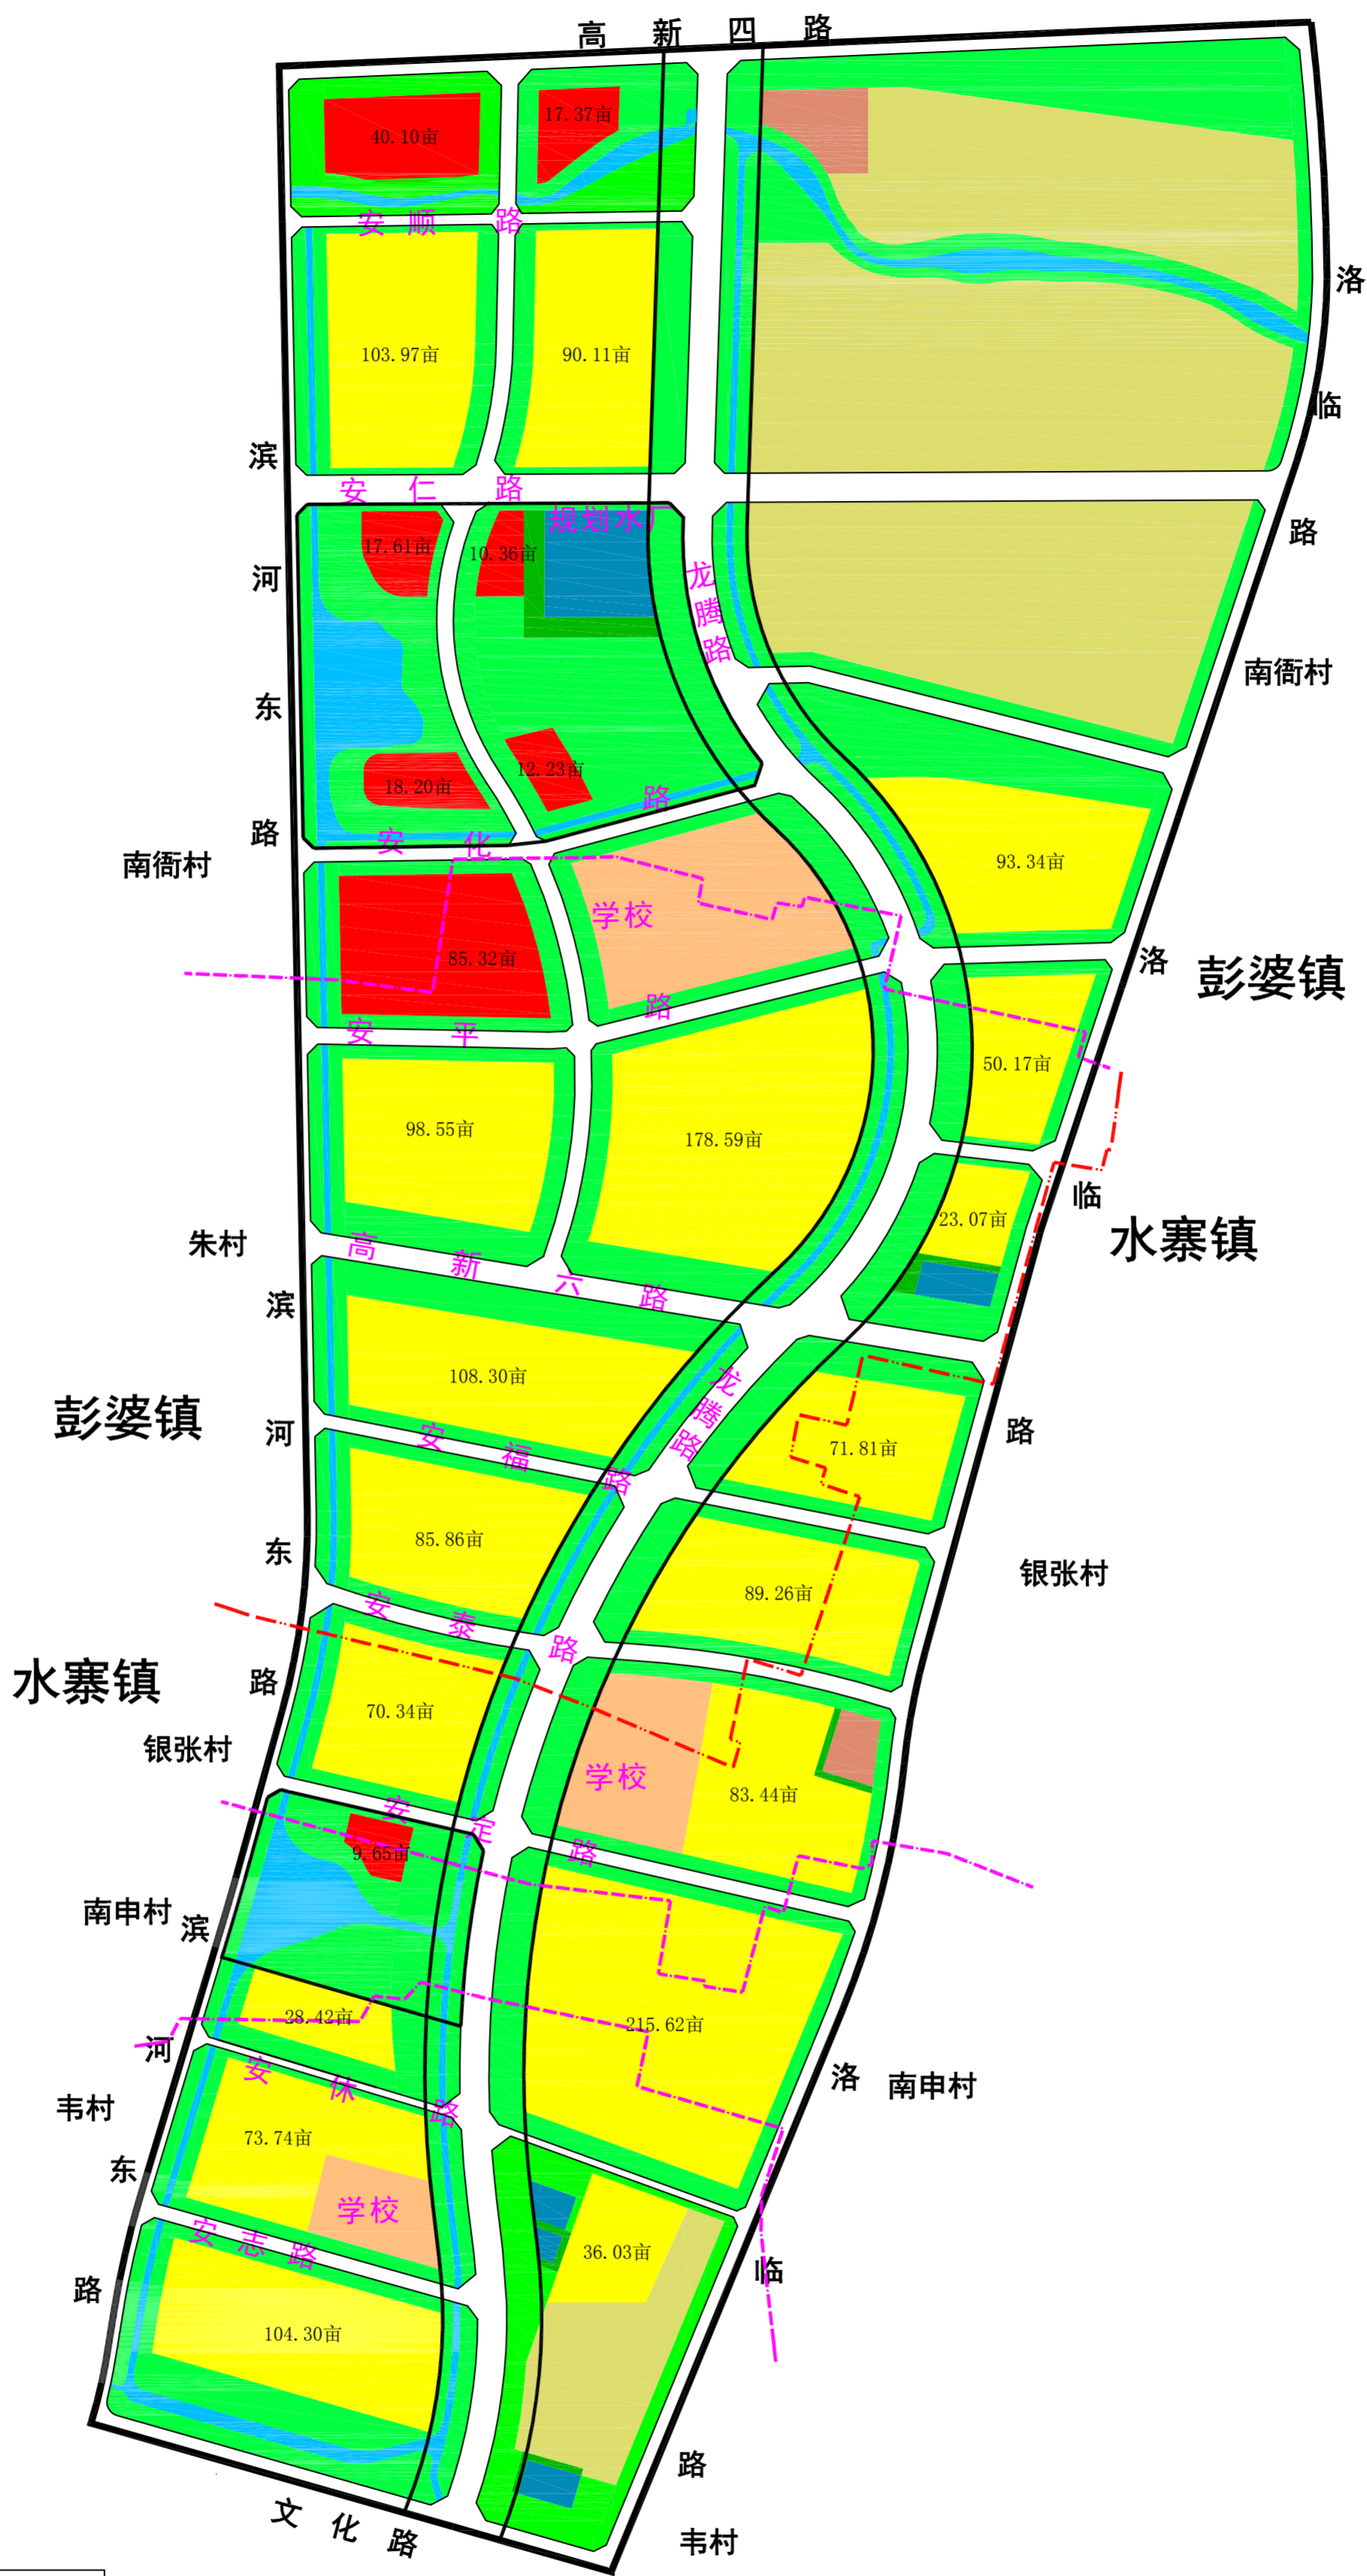 高新四路
40.10亩
17.37亩
安顺路
洛临路
103.97亩
90.11亩
滨河东路
安仁路
规划水厂
17.61亩
10.36亩
龙腾路
南衙村
18.20亩
12.23亩
安化路
南衙村
93.34亩
学校
85.32亩
洛临路
彭婆镇
安平路
50.17亩
98.55亩
178.59亩
23.07亩
水寨镇
朱村
高新六路
滨河东路
108.30亩
龙腾路
彭婆镇
安福路
71.81亩
85.86亩
银张村
89.26亩
安泰路
水寨镇
70.34亩
银张村
学校
83.44亩
安定路
9.65亩
南申村
滨河东路
28.42亩
215.62亩
洛临路
南申村
安休路
韦村
73.74亩
学校
安志路
36.03亩
104.30亩
文化路
韦村